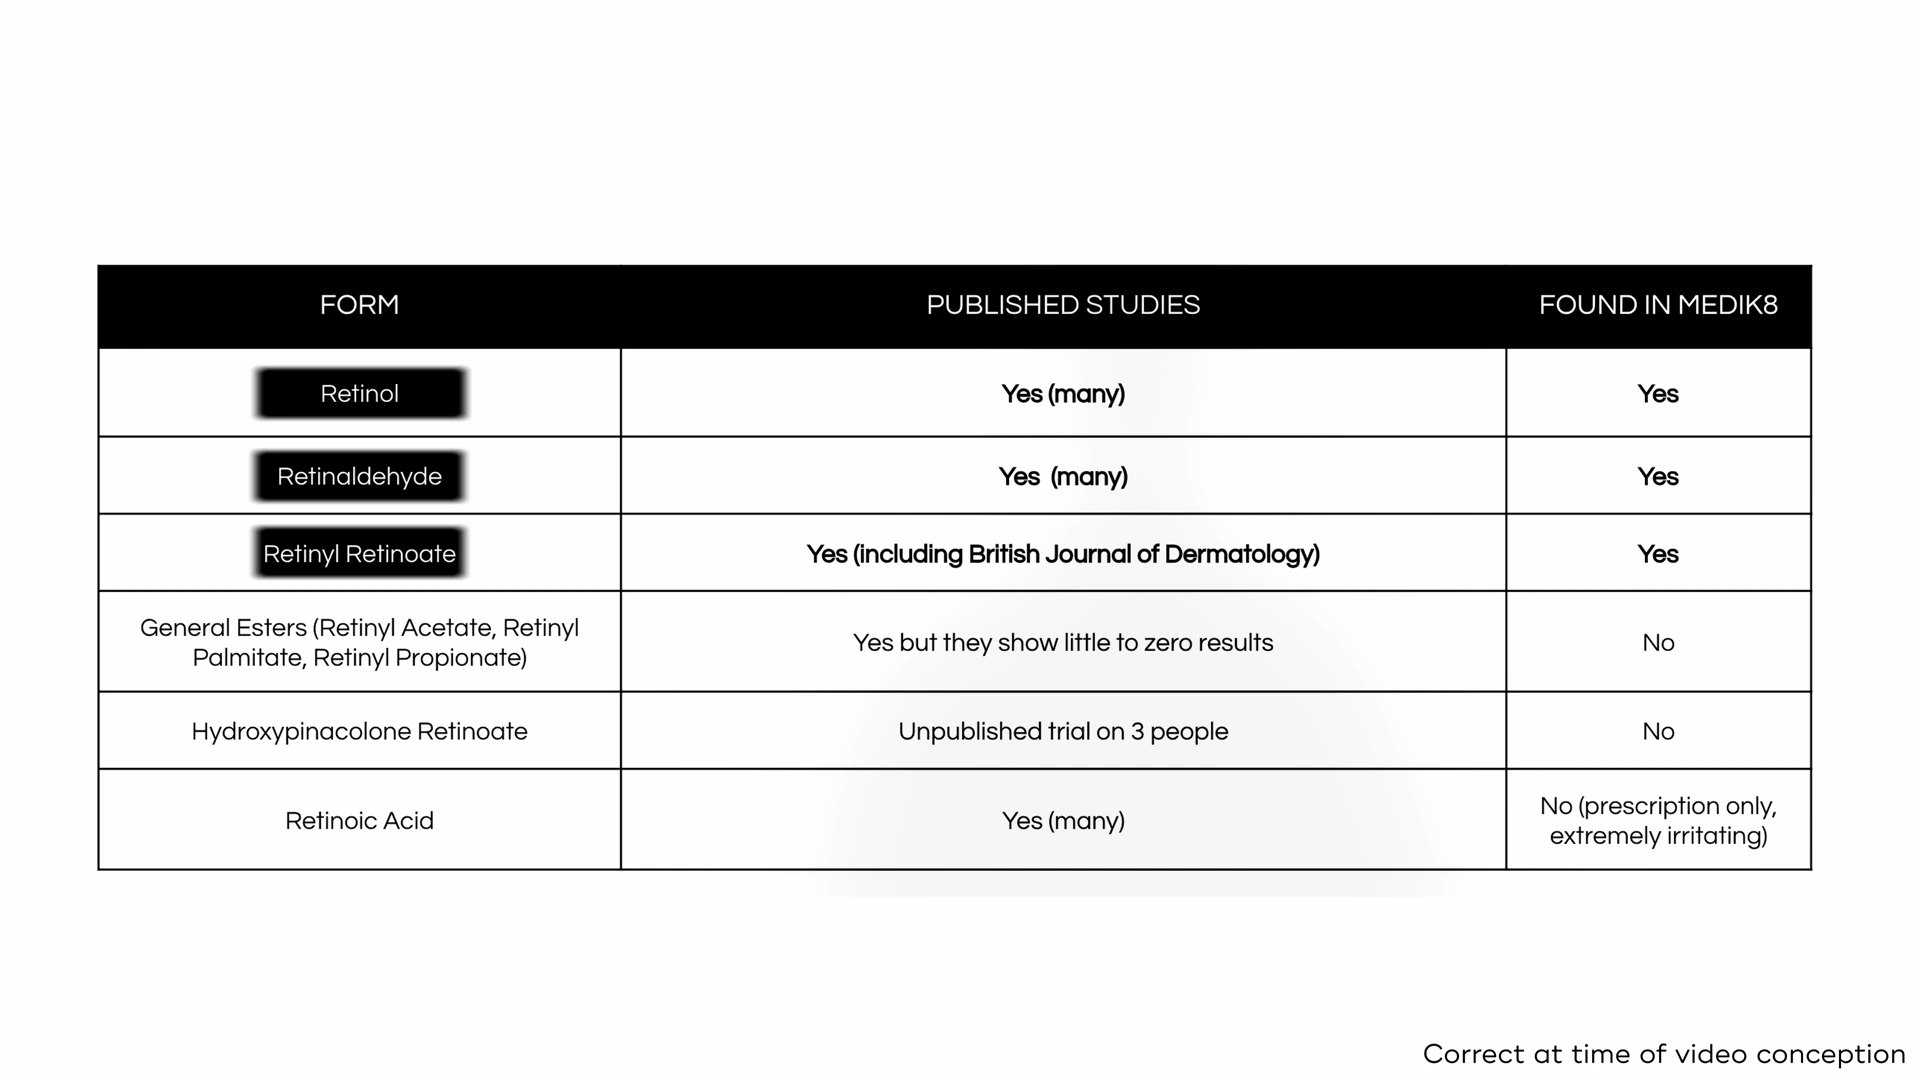 FORM PUBLISHED STUDIES FOUND IN MEDIK8
Retinol Yes (many) Yes
Retinaldehyde Yes (many) Yes
Retinyl Retinoate Yes (including British Journal of Dermatology) Yes
General Esters (Retinyl Acetate, Retinyl
Palmitate, Retinyl Propionate)
Yes but they show little to zero results
No
Hydroxypinacolone Retinoate Unpublished trial on 3 people No
Retinoic Acid Yes (many)
No (prescription only,
extremely irritating)
Correct at time of video conception